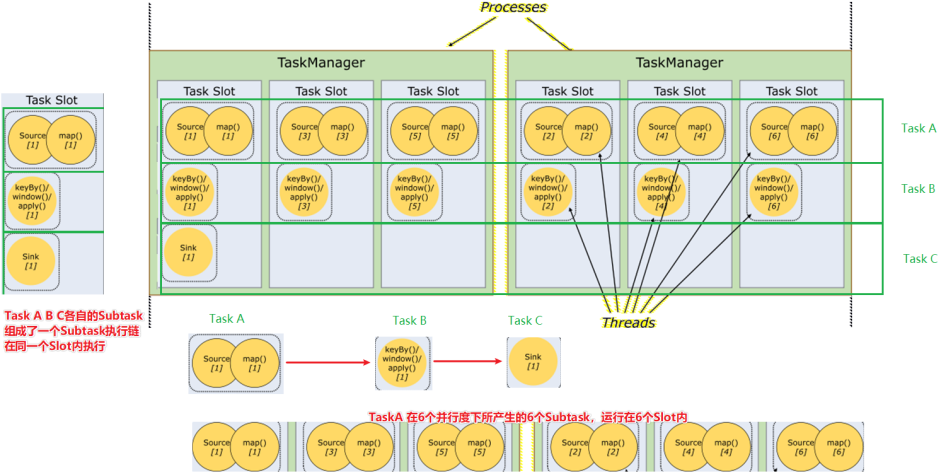 Processes
TaskManager
TaskManager
Task Slot
Task Slot
Task Slot
Task Slot
Task Slot
Task Slot
Task Slot
Source
[1]
map()
[1]
keyBy()/
window()/
apply()
[1]
Sink
[1]
Source
[1]
map()
[1]
Source
[3]
map()
[3]
Source
[5]
map()
[5]
Source
[2]
map()
[2]
Source
[4]
map()
[4]
Source
[6]
map()
[6]
Task A
keyBy()/
window()/
apply()
[1]
keyBy()/
window()/
apply()
[3]
keyBy()/
window()/
apply()
[5]
keyBy()/
window()/
apply()
[2]
keyBy()/
window()/
apply()
[4]
keyBy()/
window()/
apply()
[6]
Task B
Sink
[1]
Task C
Task A B C各自的Subtask
组成了一个Subtask执行链
在同一个Slot内执行
Threads
Task A
Task B
Task C
Source
[1]
map()
[1]
keyBy()/
window()/
apply()
[1]
Sink
[1]
TaskA 在6个并行度下所产生的6个Subtask，运行在6个Slot内
Source
[1]
map()
[1]
Source
[3]
map()
[3]
Source
[5]
map()
[5]
Source
[2]
map()
[2]
Source
[4]
map()
[4]
Source
[6]
map()
[6]